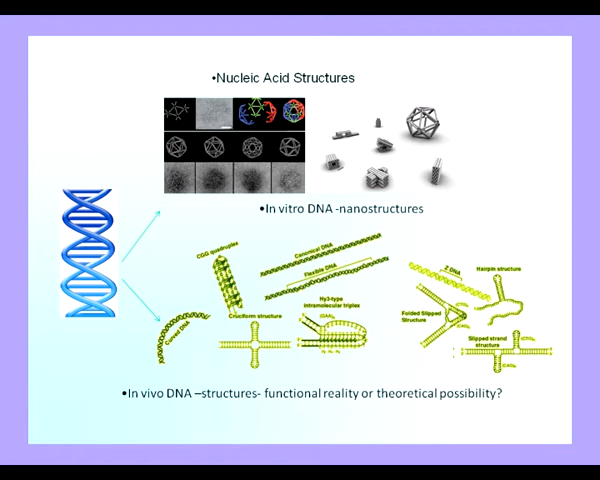 •Nucleic Acid Structures
•In vitro DNA -nanostructures
CGG quadruplex
Canonical DNA
Flexible DNA
Z DNA
Hairpin structure
Curved DNA
Cruciform structure
Hy3-type
intramolecular triplex
(GAA)ₙ
Folded Slipped
Structure
Slipped strand
structure
•In vivo DNA –structures- functional reality or theoretical possibility?